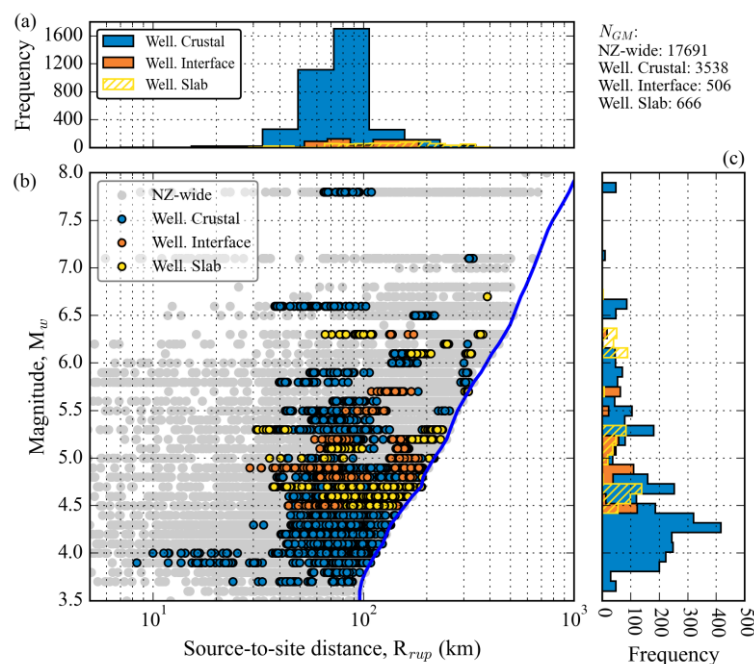 (a)
Frequency
1600
1200
800
400
0
Well. Crustal
Well. Interface
Well. Slab
N_GM:
NZ-wide: 17691
Well. Crustal: 3538
Well. Interface: 506
Well. Slab: 666
(b)
Magnitude, M_w
8.0
7.5
7.0
6.5
6.0
5.5
5.0
4.5
4.0
3.5
NZ-wide
Well. Crustal
Well. Interface
Well. Slab
10^1
10^2
10^3
Source-to-site distance, R_rup (km)
(c)
0
100
200
300
400
500
Frequency